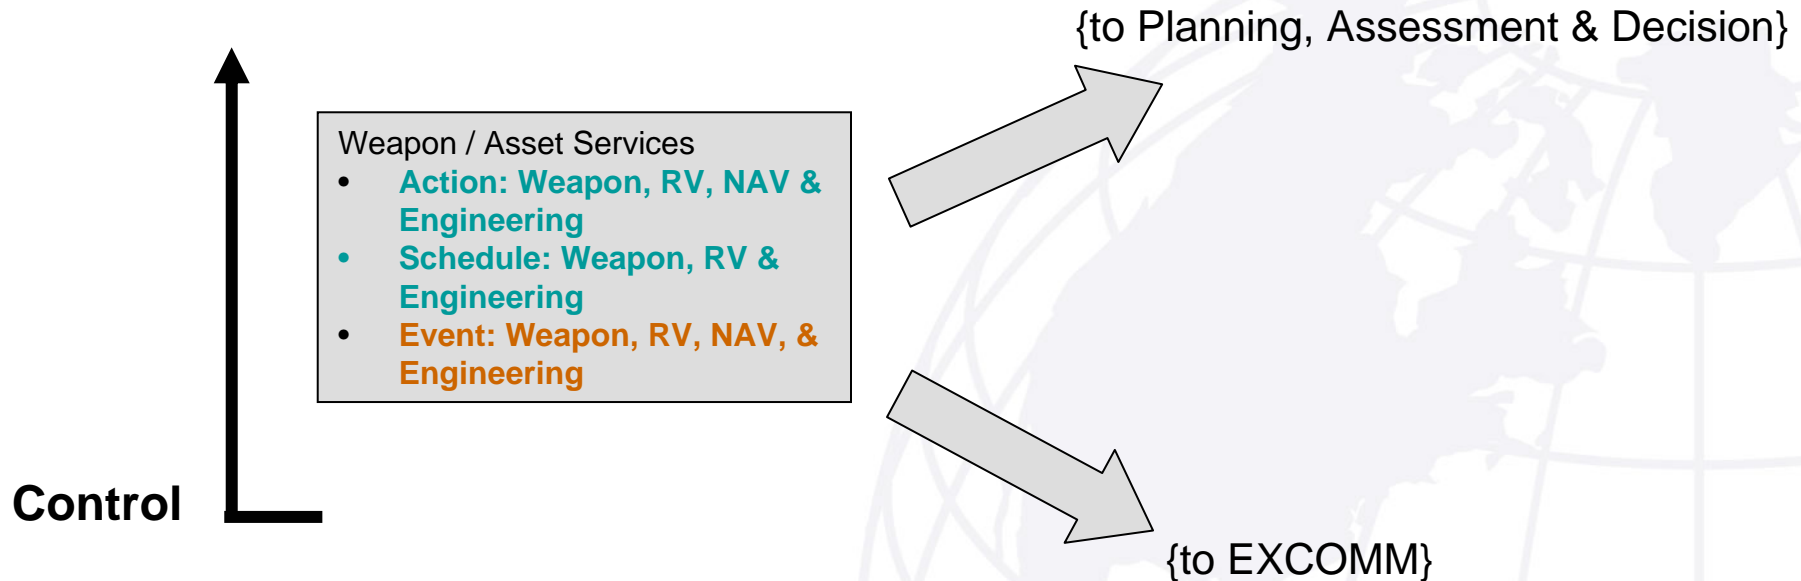 {to Planning, Assessment & Decision}
Weapon / Asset Services
• Action: Weapon, RV, NAV &
Engineering
• Schedule: Weapon, RV &
Engineering
• Event: Weapon, RV, NAV, &
Engineering
Control
{to EXCOMM}